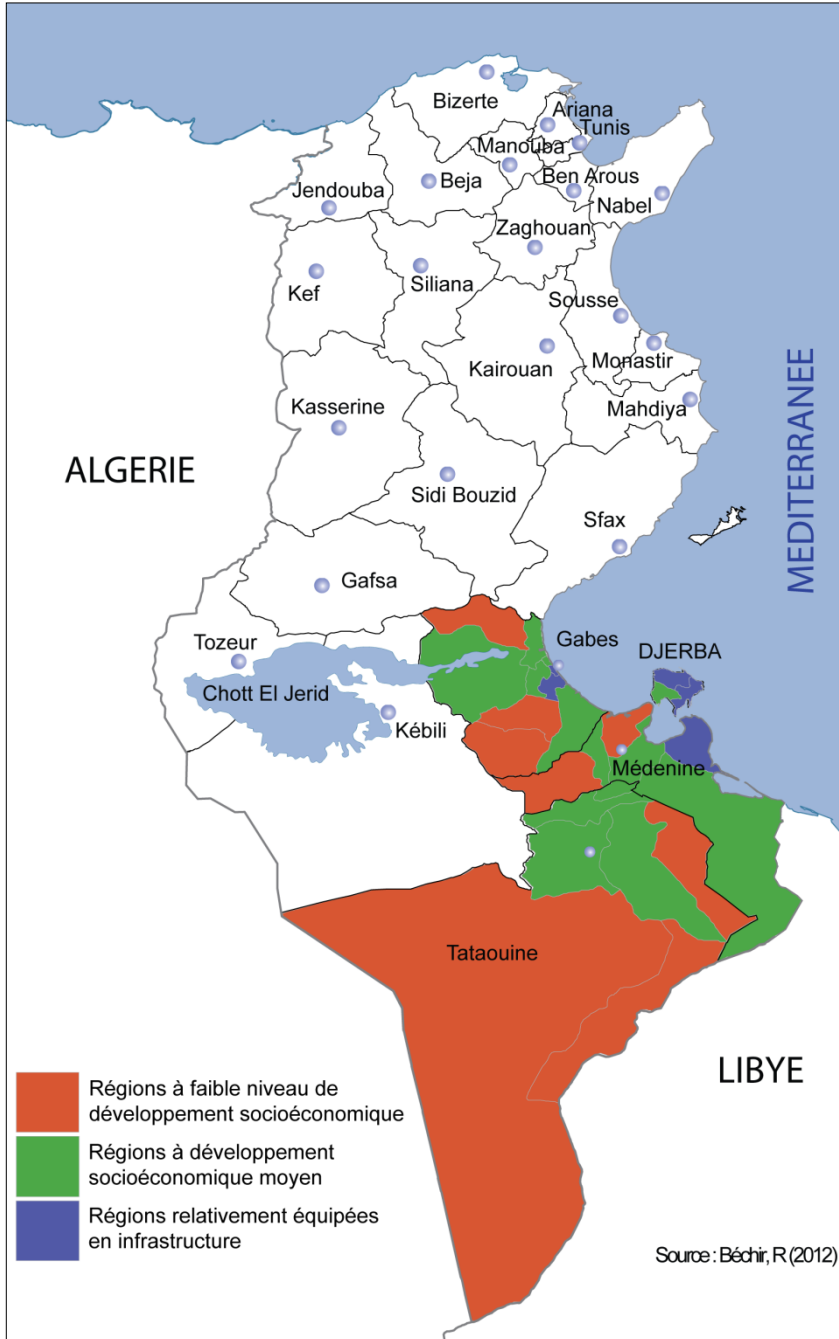 Bizerte
Ariana
Tunis
Manouba
Beja
Ben Arous
Jendouba
Nabel
Zaghouan
Kef
Siliana
Sousse
Kairouan
Monastir
Kasserine
Mahdiya
ALGERIE
MEDITERRANEE
Sidi Bouzid
Sfax
Gafsa
Tozeur
Gabes
DJERBA
Chott El Jerid
Kébili
Médenine
Tataouine
LIBYE
Régions à faible niveau de
développement socioéconomique
Régions à développement
socioéconomique moyen
Régions relativement équipées
en infrastructure
Source : Béchir, R (2012)